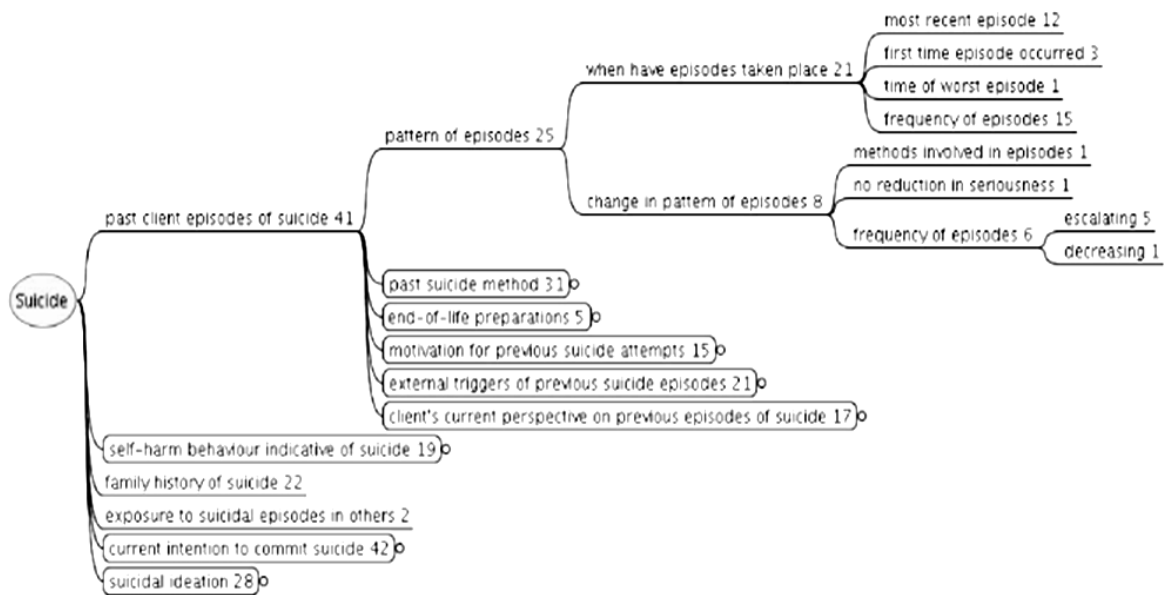 most recent episode 12
first time episode occurred 3
when have episodes taken place 21
time of worst episode 1
frequency of episodes 15
pattern of episodes 25
methods involved in episodes 1
no reduction in seriousness 1
change in pattern of episodes 8
escalating 5
past client episodes of suicide 41
frequency of episodes 6
decreasing 1
past suicide method 31
Suicide
end-of-life preparations 5
motivation for previous suicide attempts 15
external triggers of previous suicide episodes 21
client's current perspective on previous episodes of suicide 17
self-harm behaviour indicative of suicide 19
family history of suicide 22
exposure to suicidal episodes in others 2
current intention to commit suicide 42
suicidal ideation 28